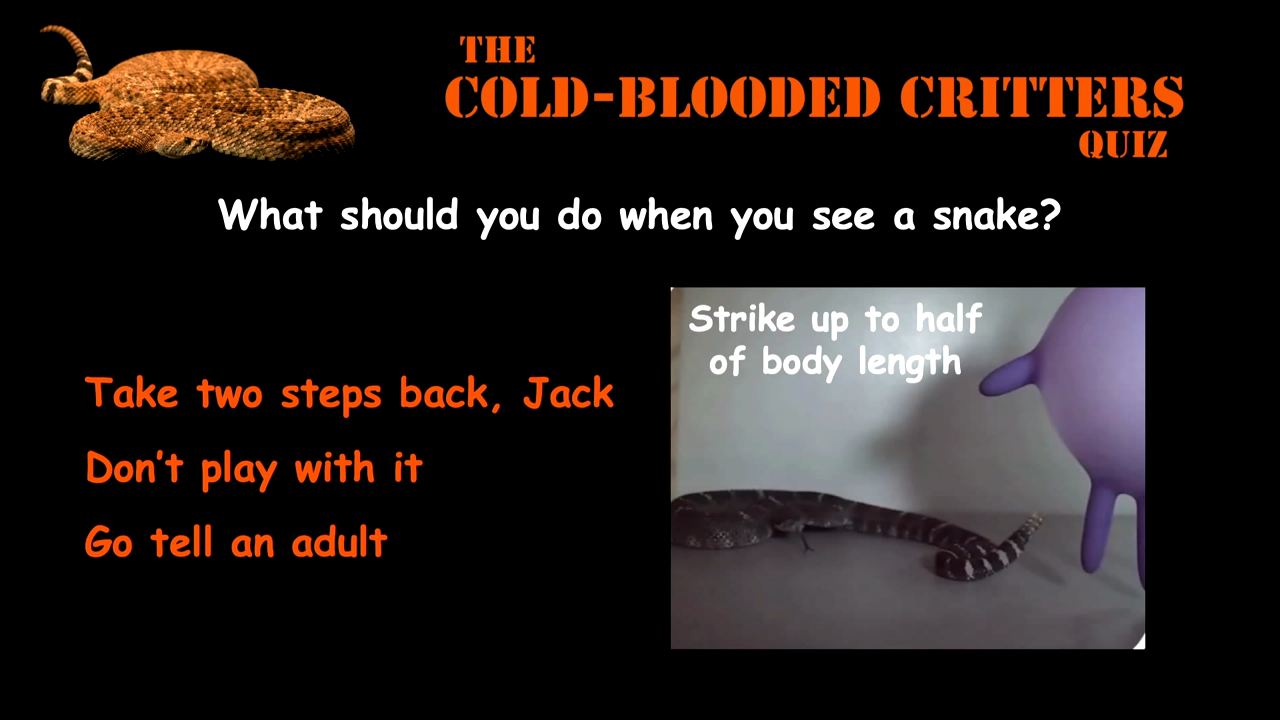 THE
COLD-BLOODED CRITTERS
QUIZ
What should you do when you see a snake?
Strike up to half
of body length
Take two steps back, Jack
Don't play with it
Go tell an adult